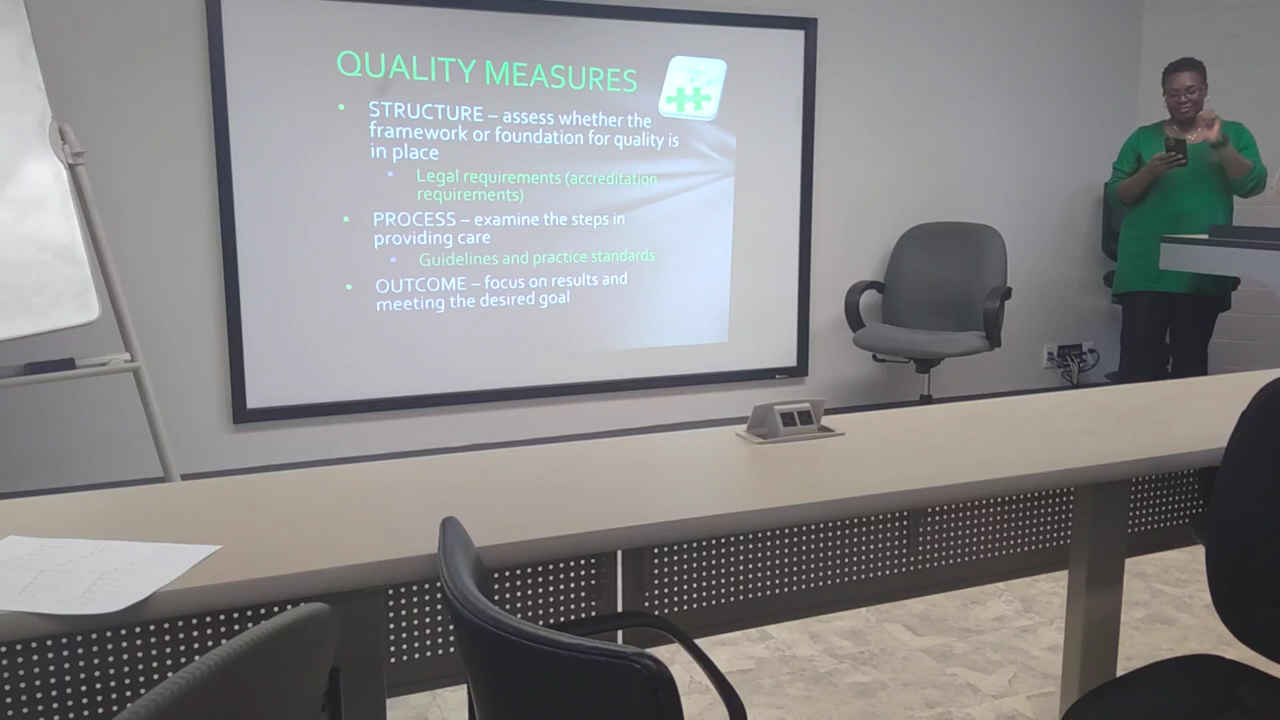 QUALITY MEASURES
• STRUCTURE – assess whether the
framework or foundation for quality is
in place
▪ Legal requirements (accreditation
requirements)
• PROCESS – examine the steps in
providing care
▪ Guidelines and practice standards
• OUTCOME – focus on results and
meeting the desired goal